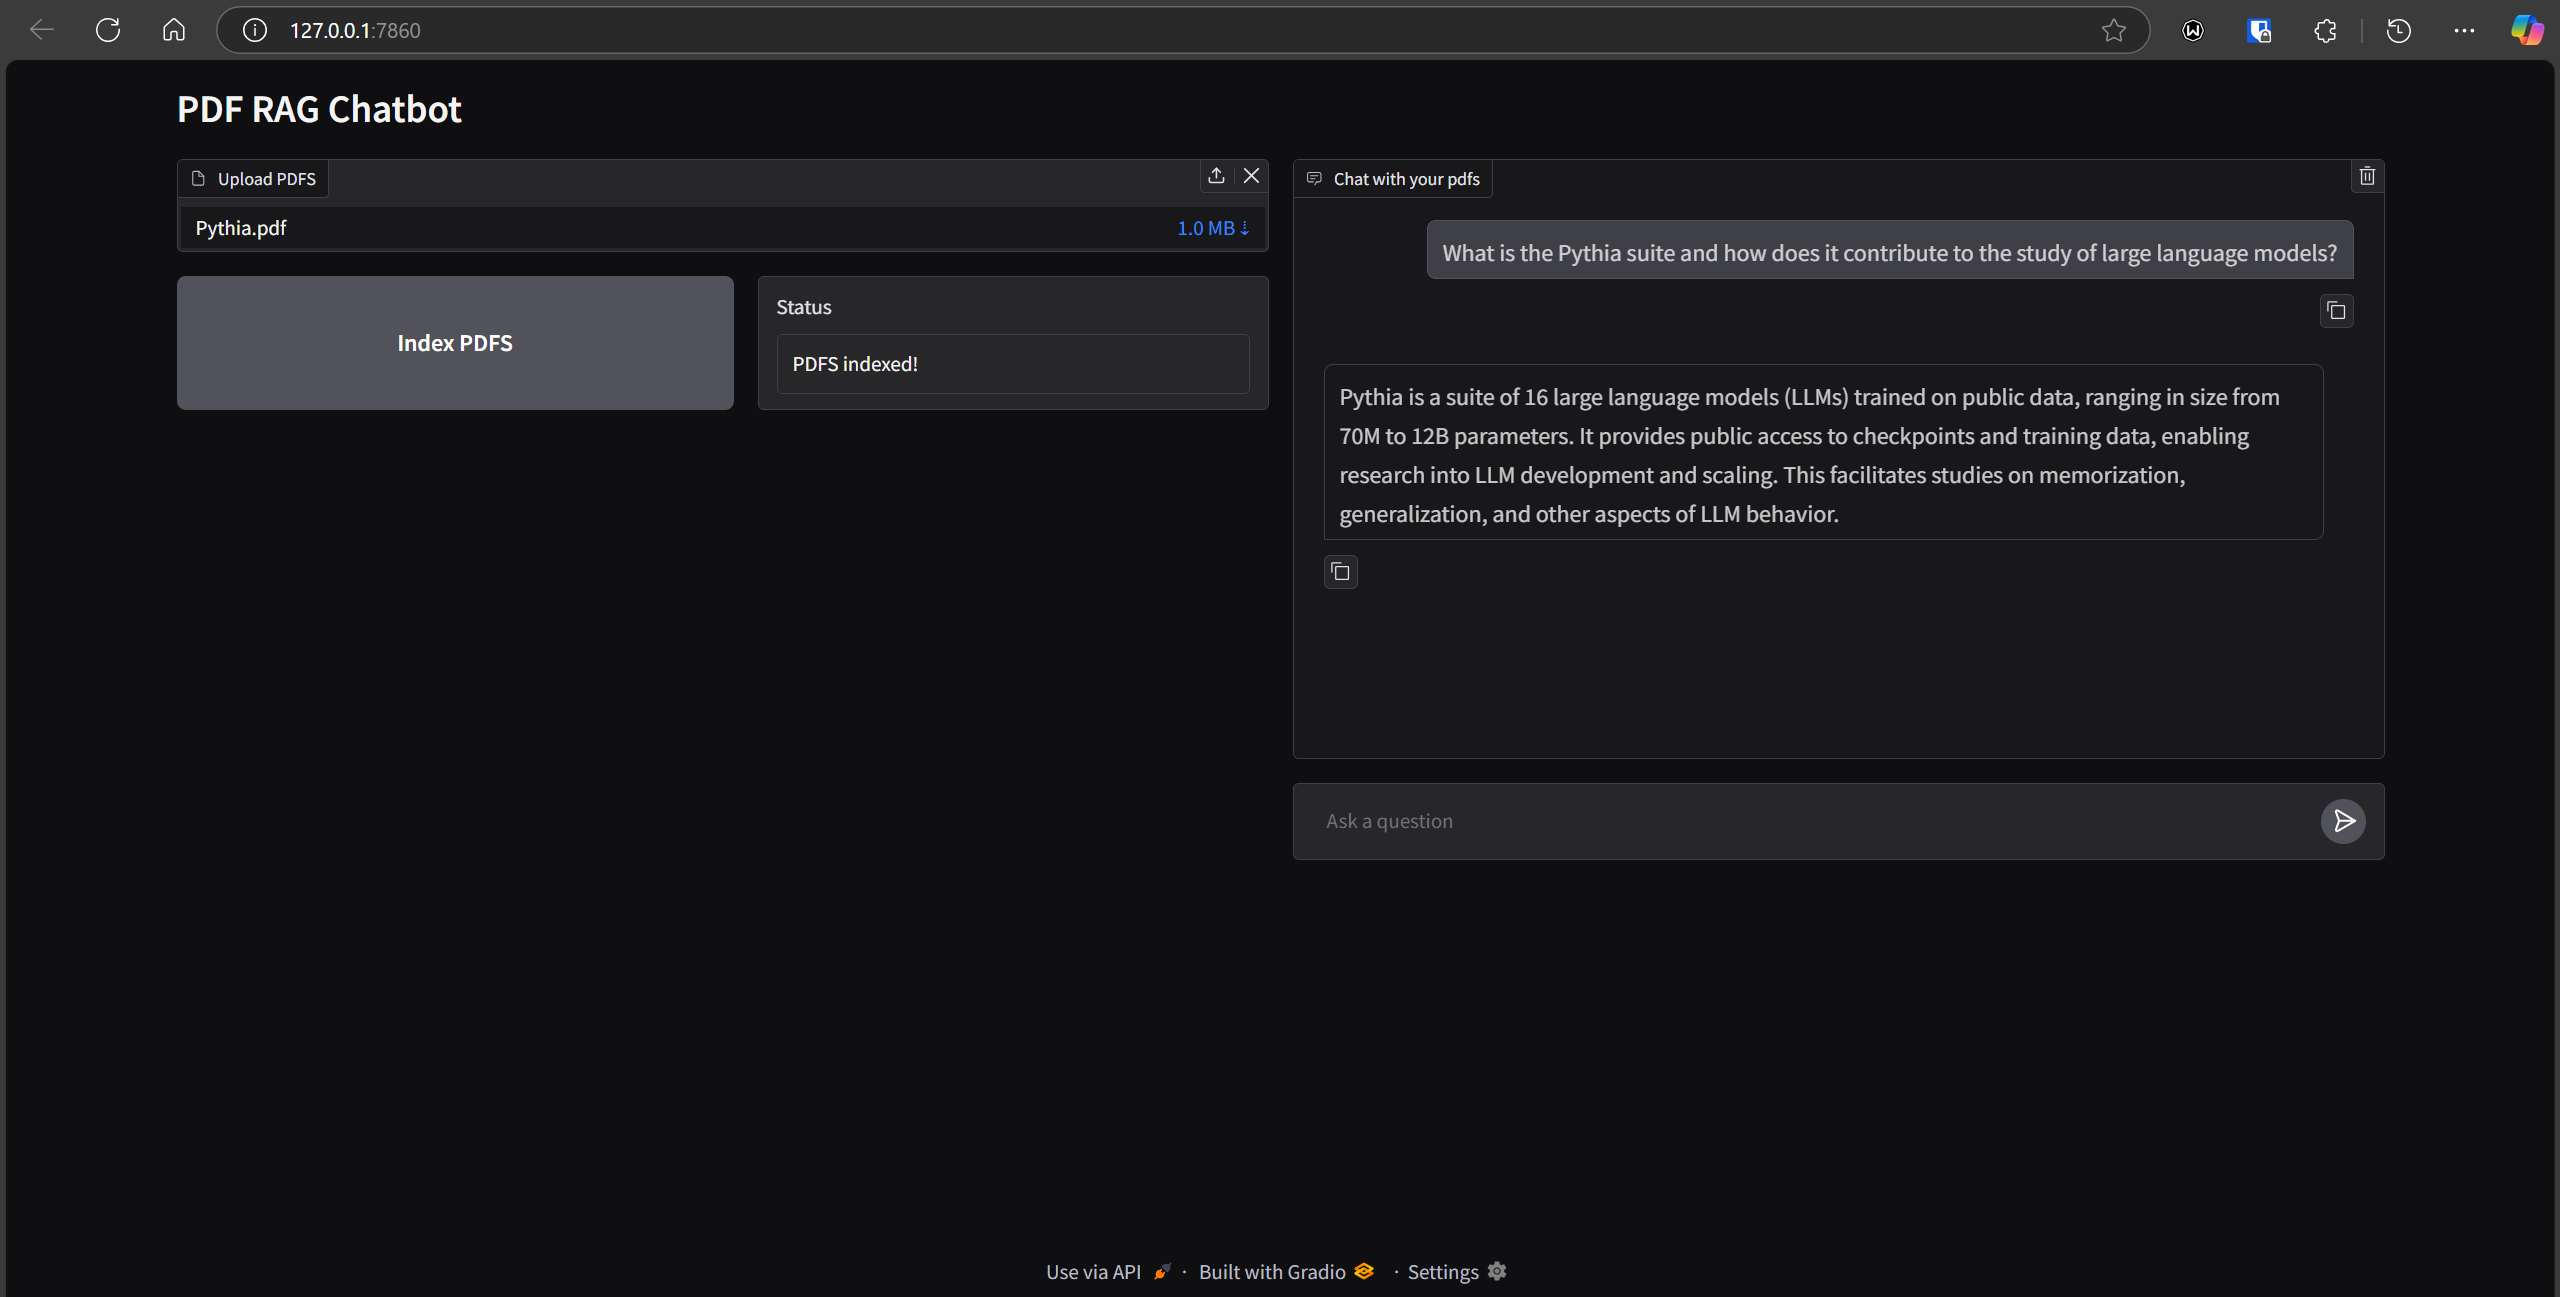 127.0.0.1:7860
PDF RAG Chatbot
Upload PDFS
Pythia.pdf
1.0 MB ⇣
Index PDFS
Status
PDFS indexed!
Chat with your pdfs
What is the Pythia suite and how does it contribute to the study of large language models?
Pythia is a suite of 16 large language models (LLMs) trained on public data, ranging in size from
70M to 12B parameters. It provides public access to checkpoints and training data, enabling
research into LLM development and scaling. This facilitates studies on memorization,
generalization, and other aspects of LLM behavior.
Ask a question
Use via API · Built with Gradio · Settings